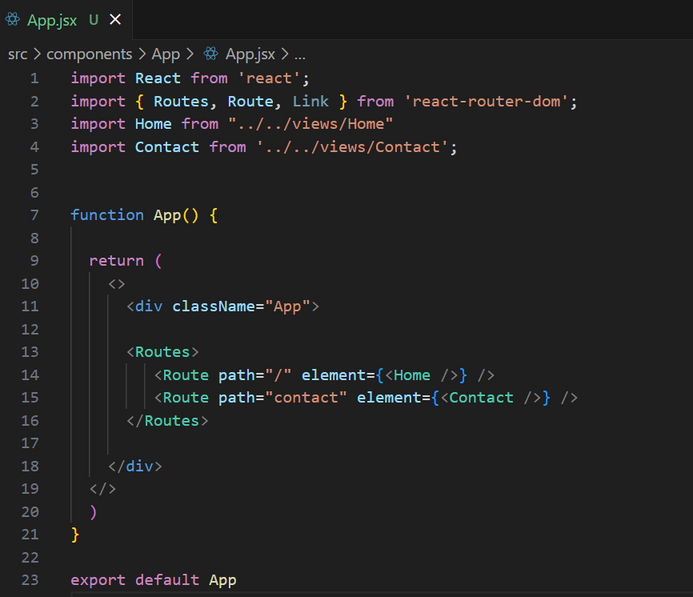 App.jsx U ×
src > components > App > App.jsx > ...
1 import React from 'react';
2 import { Routes, Route, Link } from 'react-router-dom';
3 import Home from "../../views/Home"
4 import Contact from '../../views/Contact';
5
6
7 function App() {
8
9   return (
10     <>
11       <div className="App">
12
13       <Routes>
14          <Route path="/" element={<Home />} />
15          <Route path="contact" element={<Contact />} />
16       </Routes>
17
18     </div>
19   </>
20   )
21 }
22
23 export default App